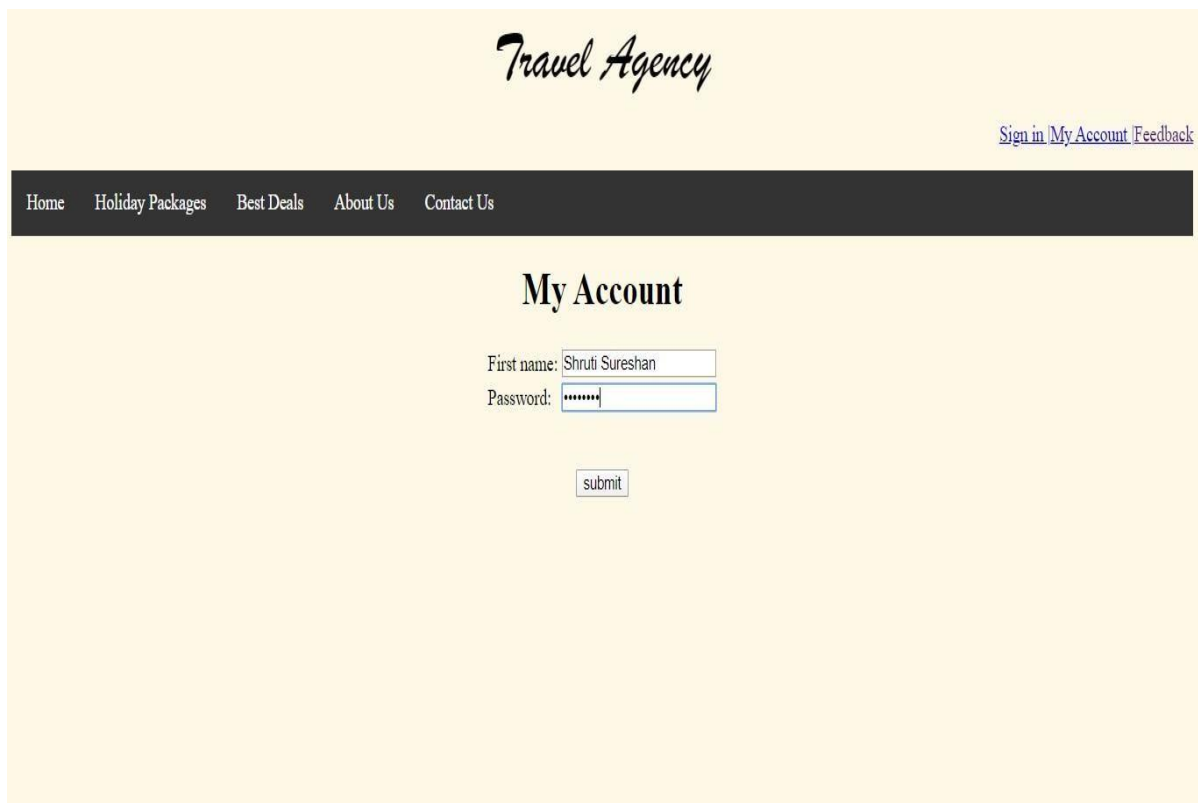 Travel Agency
Sign in |My Account |Feedback
Home Holiday Packages Best Deals About Us Contact Us
My Account
First name: Shruti Sureshan
Password: ••••••••
submit